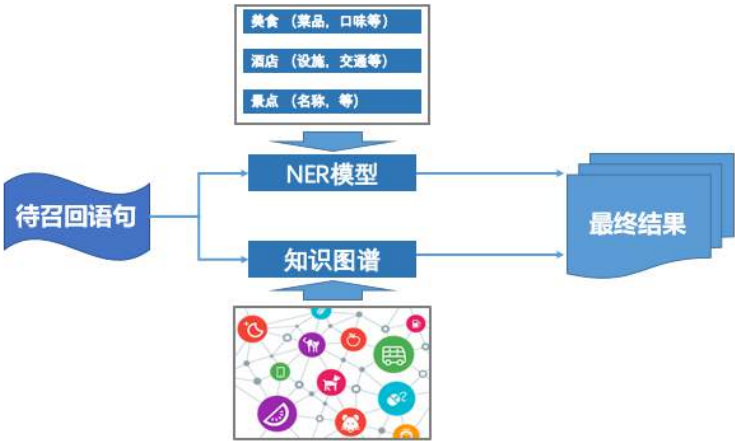 美食 （菜品，口味等）
酒店 （设施，交通等）
景点 （名称，等）
NER模型
待召回语句
最终结果
知识图谱